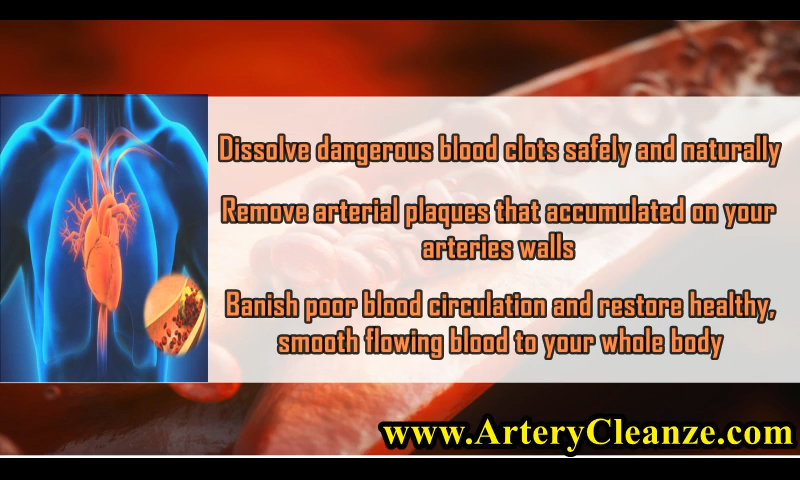 Dissolve dangerous blood clots safely and naturally
Remove arterial plaques that accumulated on your
arteries walls
Banish poor blood circulation and restore healthy,
smooth flowing blood to your whole body
www.ArteryCleanze.com